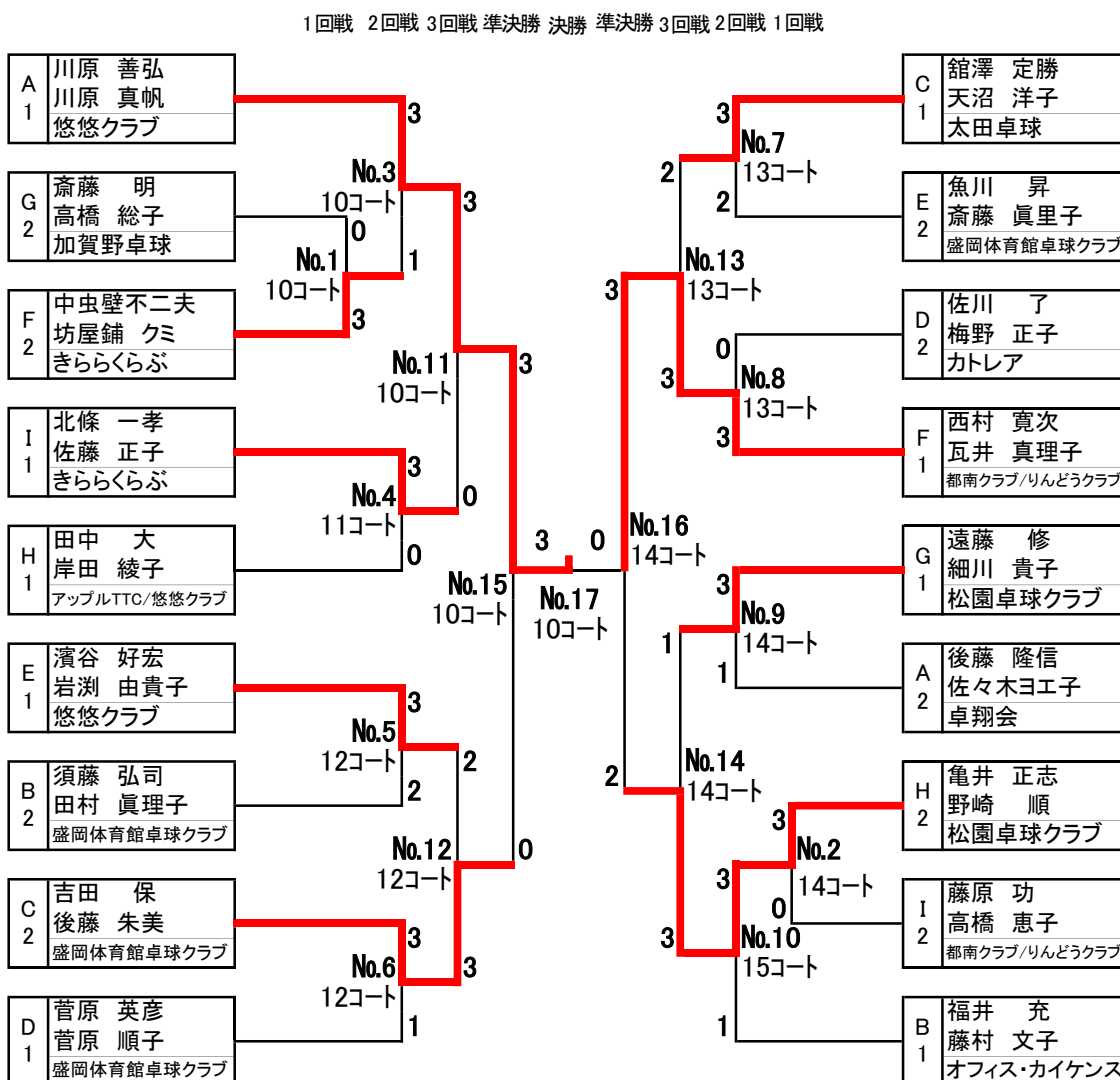 1回戦 2回戦 3回戦 準決勝 決勝 準決勝 3回戦 2回戦 1回戦
A
1
川原 善弘
川原 真帆
悠悠クラブ
G
2
斎藤 明
高橋 総子
加賀野卓球
F
2
中虫壁不二夫
坊屋鋪 クミ
きららくらぶ
I
1
北條 一孝
佐藤 正子
きららくらぶ
H
1
田中 大
岸田 綾子
アップルTTC/悠悠クラブ
E
1
濱谷 好宏
岩渕 由貴子
悠悠クラブ
B
2
須藤 弘司
田村 眞理子
盛岡体育館卓球クラブ
C
2
吉田 保
後藤 朱美
盛岡体育館卓球クラブ
D
1
菅原 英彦
菅原 順子
盛岡体育館卓球クラブ
0
No.1
10コート
3
3
No.3
10コート
1
3
No.4
11コート
0
3
No.5
12コート
2
3
No.6
12コート
1
3
No.11
10コート
0
2
No.12
12コート
3
3
No.15
10コート
0
3 0
No.17
10コート
3
No.16
14コート
2
2
No.13
13コート
3
1
No.14
14コート
3
3
No.7
13コート
2
0
No.8
13コート
3
3
No.9
14コート
1
3
No.10
15コート
1
3
No.2
14コート
0
C
1
舘澤 定勝
天沼 洋子
太田卓球
E
2
魚川 昇
斎藤 眞里子
盛岡体育館卓球クラブ
D
2
佐川 了
梅野 正子
カトレア
F
1
西村 寛次
瓦井 真理子
都南クラブ/りんどうクラブ
G
1
遠藤 修
細川 貴子
松園卓球クラブ
A
2
後藤 隆信
佐々木ヨエ子
卓翔会
H
2
亀井 正志
野崎 順
松園卓球クラブ
I
2
藤原 功
高橋 恵子
都南クラブ/りんどうクラブ
B
1
福井 充
藤村 文子
オフィス・カイケンス